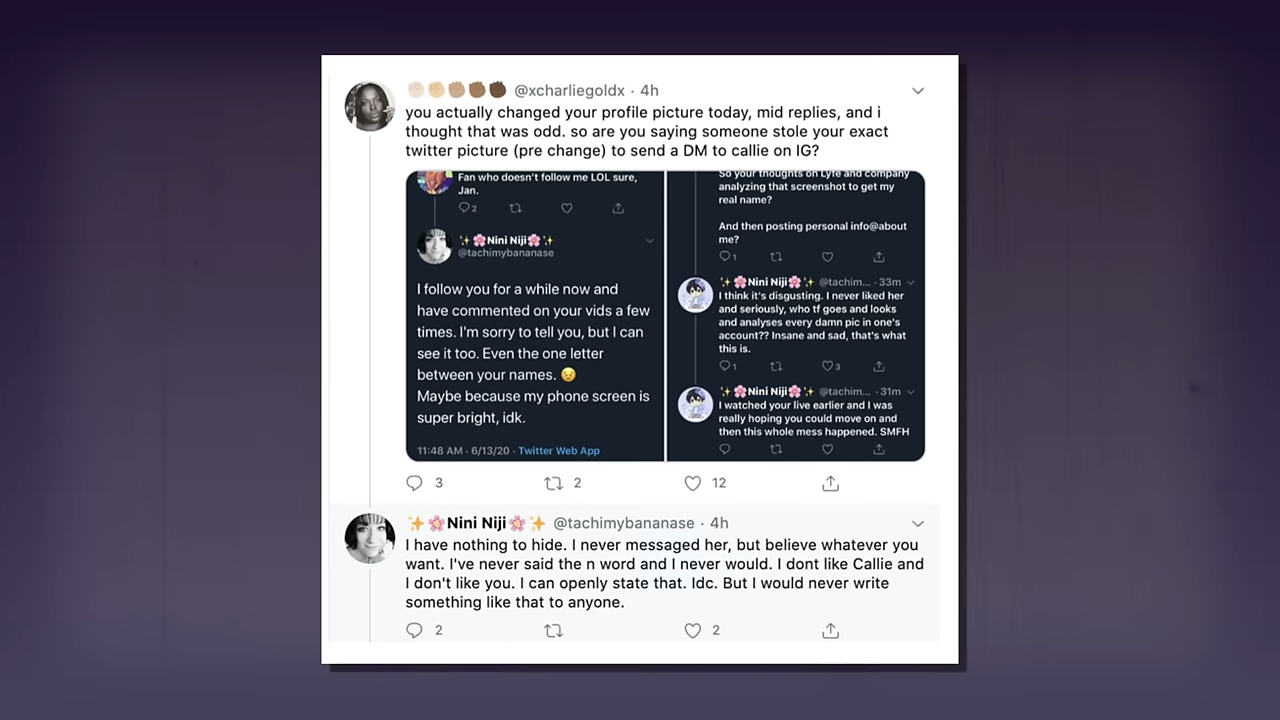 @xcharliegoldx · 4h
you actually changed your profile picture today, mid replies, and i
thought that was odd. so are you saying someone stole your exact
twitter picture (pre change) to send a DM to callie on IG?
Fan who doesn't follow me LOL sure,
Jan.
2
✨🌸Nini Niji🌸✨
@tachimybananase
I follow you for a while now and
have commented on your vids a few
times. I'm sorry to tell you, but I can
see it too. Even the one letter
between your names. 😣
Maybe because my phone screen is
super bright, idk.
11:48 AM · 6/13/20 · Twitter Web App
So your thoughts on Lyfe and company
analyzing that screenshot to get my
real name?
And then posting personal info@about
me?
1
✨🌸Nini Niji🌸✨ @tachim... · 33m
I think it's disgusting. I never liked her
and seriously, who tf goes and looks
and analyses every damn pic in one's
account?? Insane and sad, that's what
this is.
1 3
✨🌸Nini Niji🌸✨ @tachim... · 31m
I watched your live earlier and I was
really hoping you could move on and
then this whole mess happened. SMFH
3 2 12
✨🌸Nini Niji🌸✨ @tachimybananase · 4h
I have nothing to hide. I never messaged her, but believe whatever you
want. I've never said the n word and I never would. I dont like Callie and
I don't like you. I can openly state that. Idc. But I would never write
something like that to anyone.
2 2